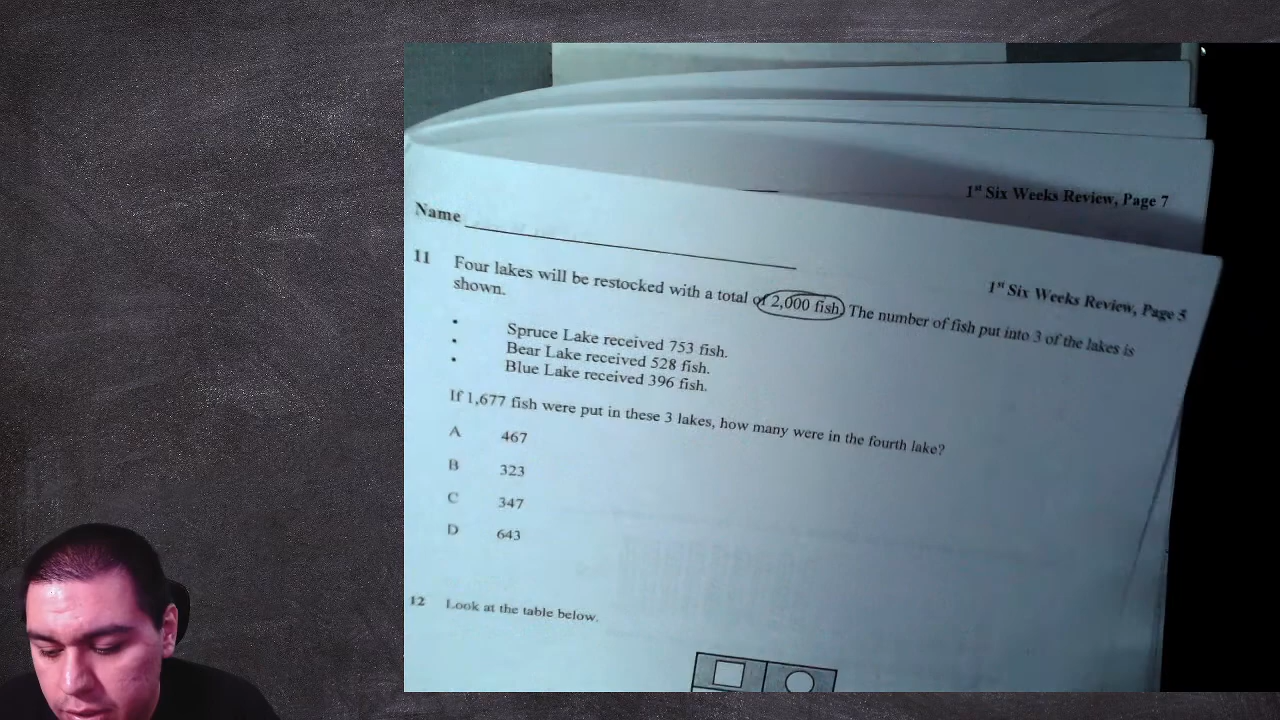 1st Six Weeks Review, Page 7
Name
1st Six Weeks Review, Page 5
11 Four lakes will be restocked with a total of 2,000 fish. The number of fish put into 3 of the lakes is
shown.
• Spruce Lake received 753 fish.
• Bear Lake received 528 fish.
• Blue Lake received 396 fish.
If 1,677 fish were put in these 3 lakes, how many were in the fourth lake?
A 467
B 323
C 347
D 643
12 Look at the table below.